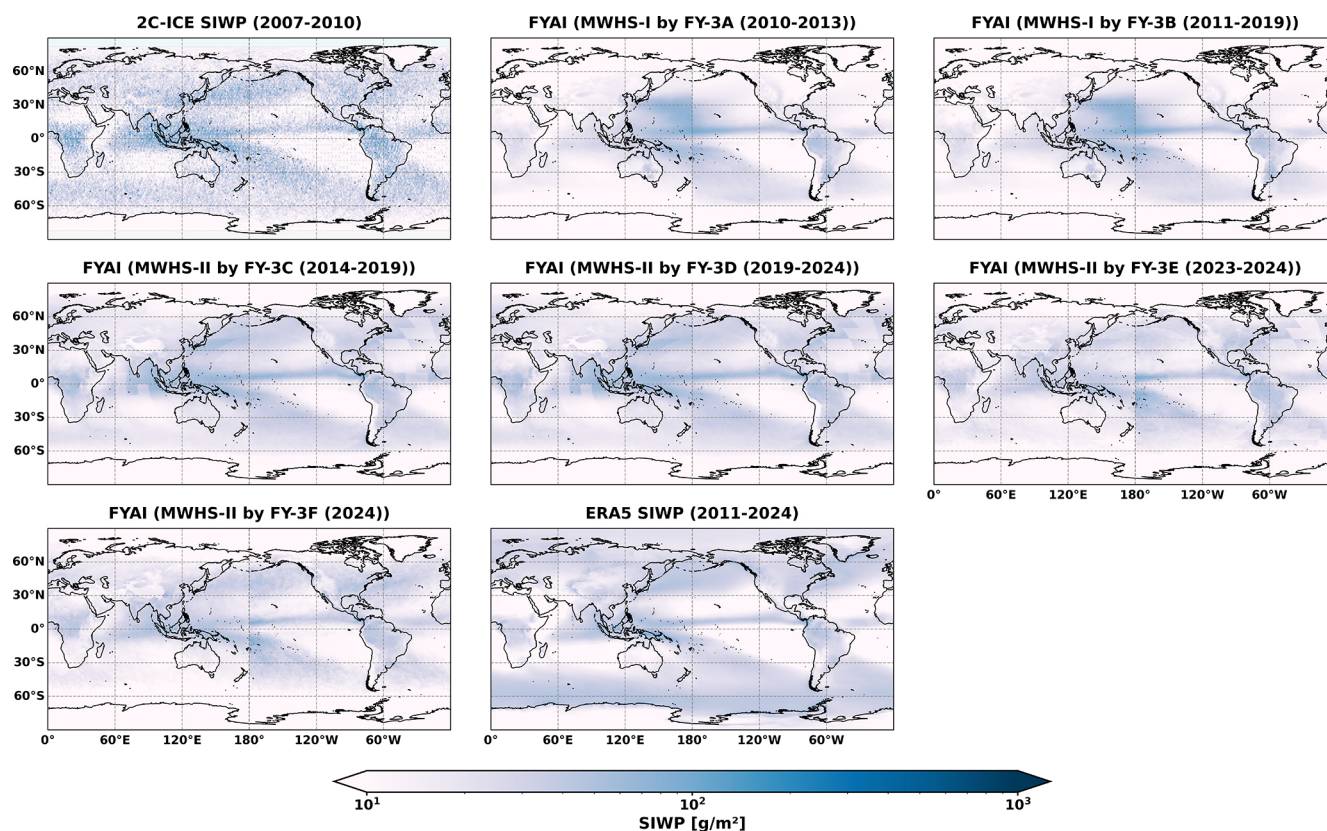 2C-ICE SIWP (2007-2010)
FYAI (MWHS-I by FY-3A (2010-2013)
FYAI (MWHS-I by FY-3B (2011-2019))
60°N
30°N
0°
30°S
60°S
FYAI (MWHS-II by FY-3C (2014-2019))
FYAI (MWHS-II by FY-3D (2019-2024))
FYAI (MWHS-II by FY-3E (2023-2024))
60°N
30°N
0°
30°S
60°S
0° 60°E 120°E 180° 120°W 60°W
FYAI (MWHS-II by FY-3F (2024))
ERA5 SIWP (2011-2024)
60°N
30°N
0°
30°S
60°S
0° 60°E 120°E 180° 120°W 60°W
0° 60°E 120°E 180° 120°W 60°W
10¹ 10² 10³
SIWP [g/m²]